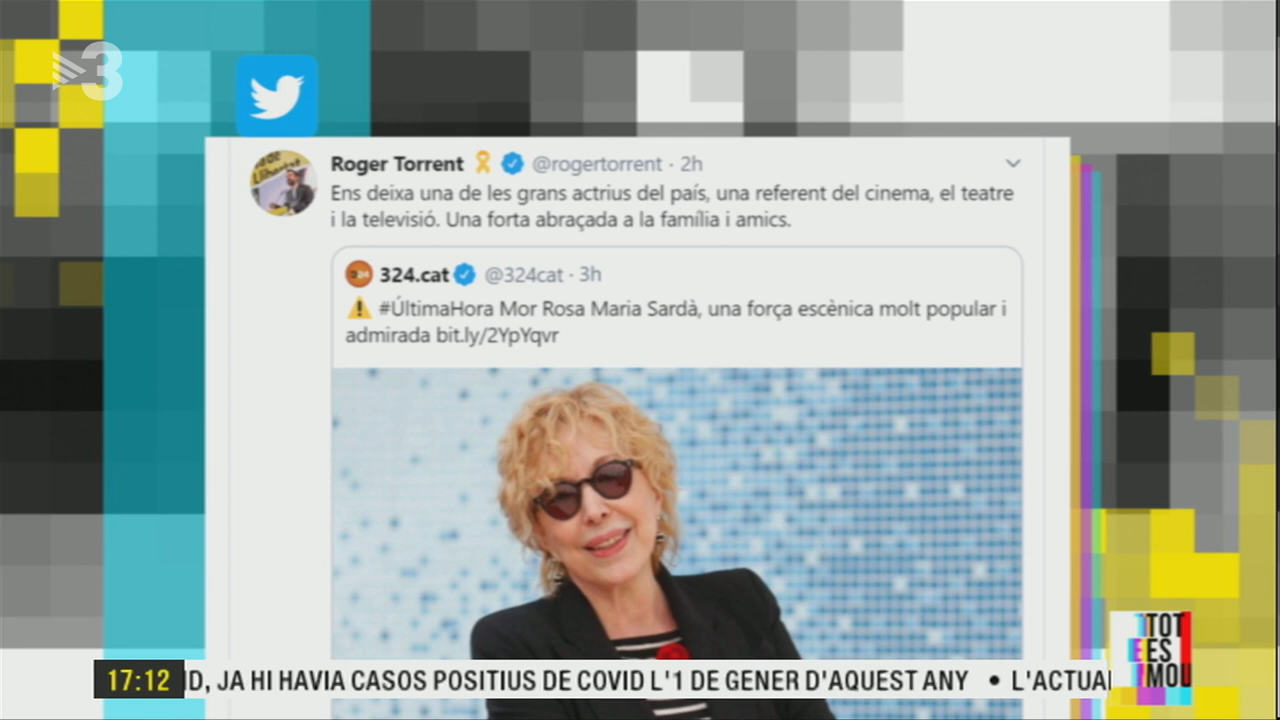 3
Roger Torrent @rogertorrent · 2h
Ens deixa una de les grans actrius del país, una referent del cinema, el teatre
i la televisió. Una forta abraçada a la família i amics.
324.cat @324cat · 3h
#ÚltimaHora Mor Rosa Maria Sardà, una força escènica molt popular i
admirada bit.ly/2YpYqvr
TOT
ES
MOU
17:12 JA HI HAVIA CASOS POSITIUS DE COVID L'1 DE GENER D'AQUEST ANY •